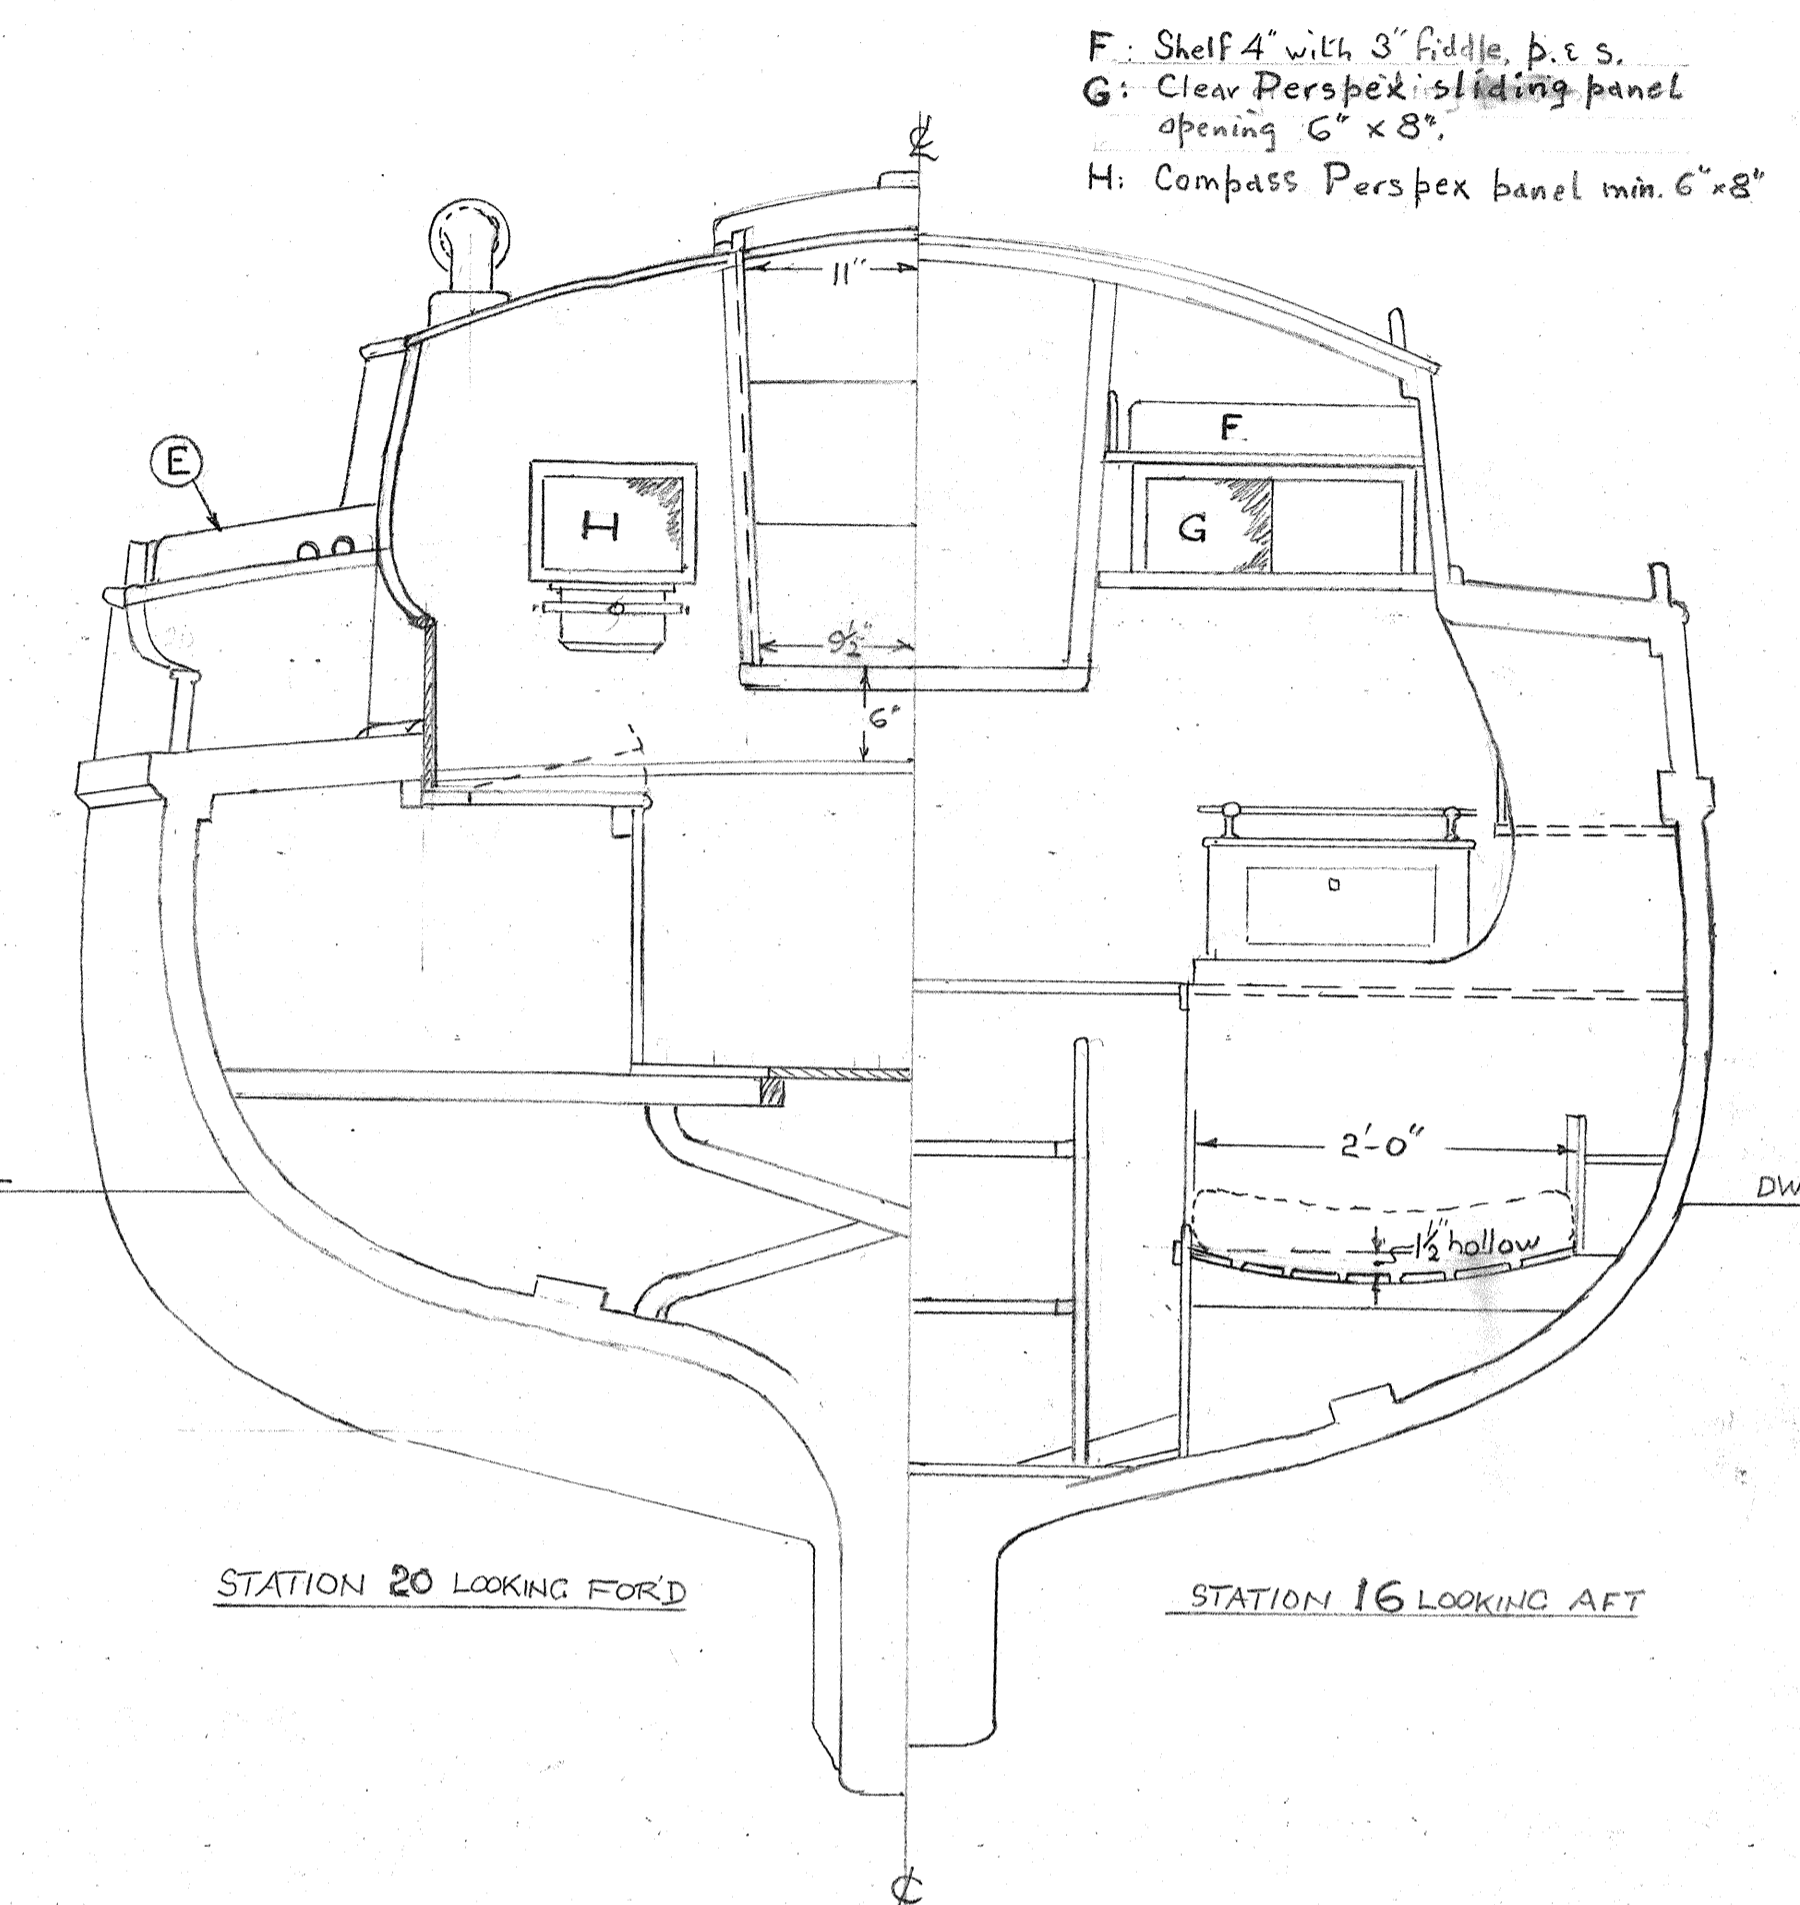 F: Shelf 4" with 3" fiddle, p. & s.
G: Clear Perspex sliding panel
opening 6" x 8".
H: Compass Perspex panel min. 6" x 8"
℄
11"
E
F
H
G
9½"
6"
2'-0"
DW
1½" hollow
STATION 20 LOOKING FOR'D
STATION 16 LOOKING AFT
℄